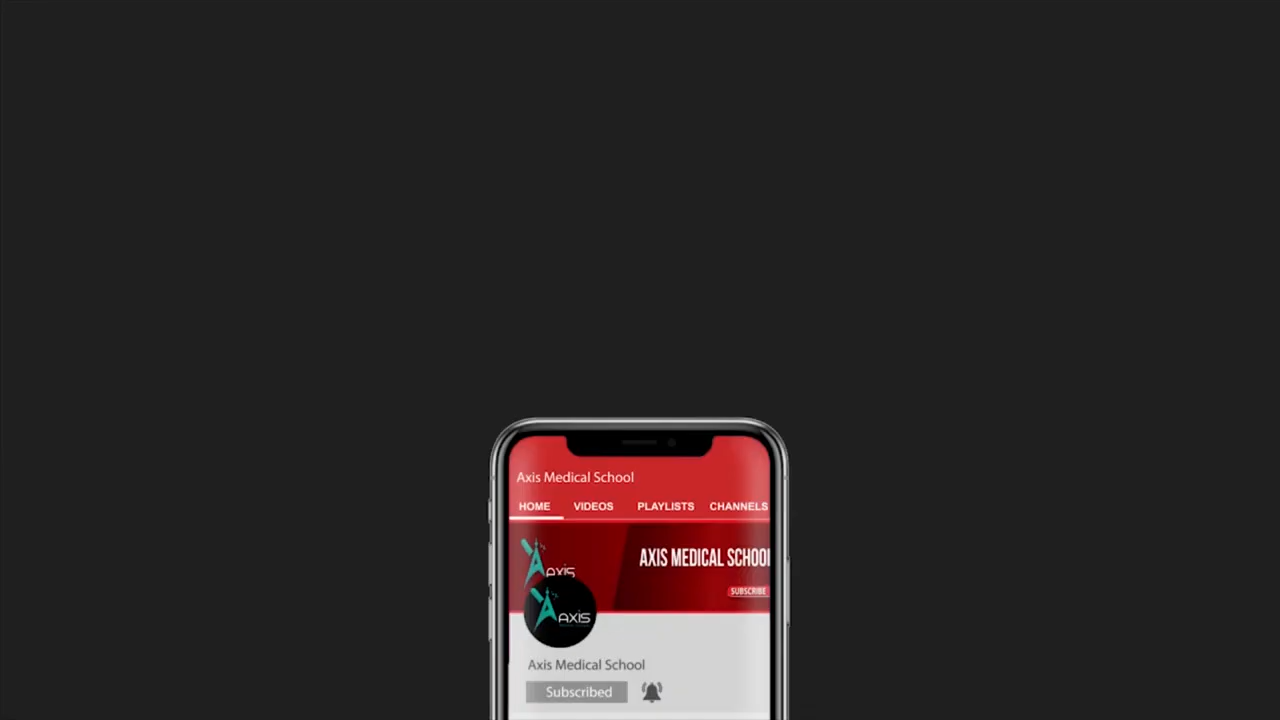 Axis Medical School
HOME VIDEOS PLAYLISTS CHANNELS
AXIS MEDICAL SCHOOL
AXIS
SUBSCRIBE
AXIS
Axis Medical School
Subscribed